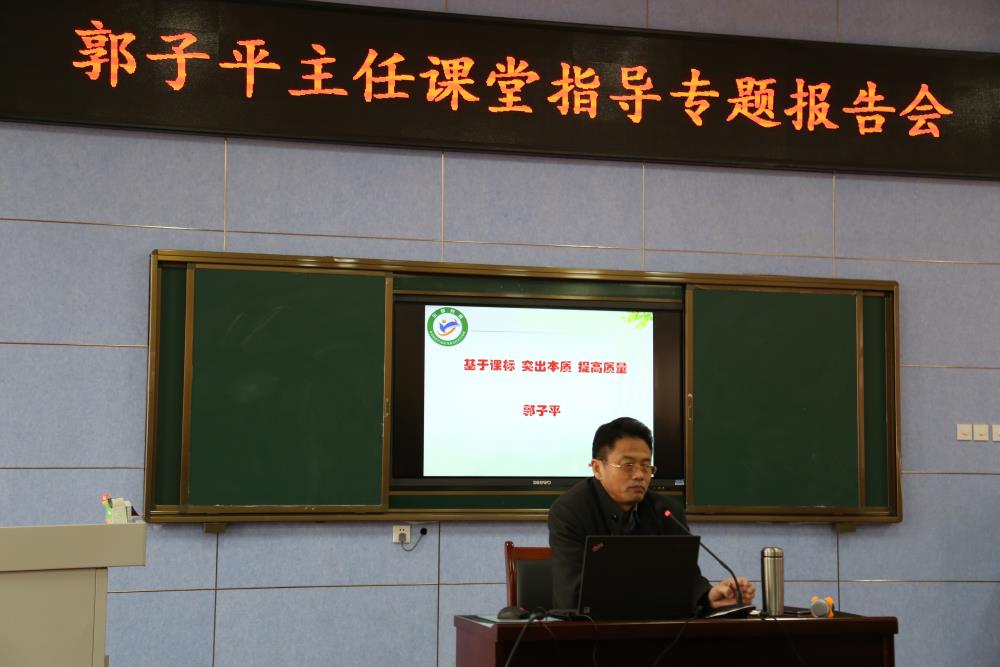 郭子平主任课堂指导专题报告会
基于课标 突出本质 提高质量
郭子平